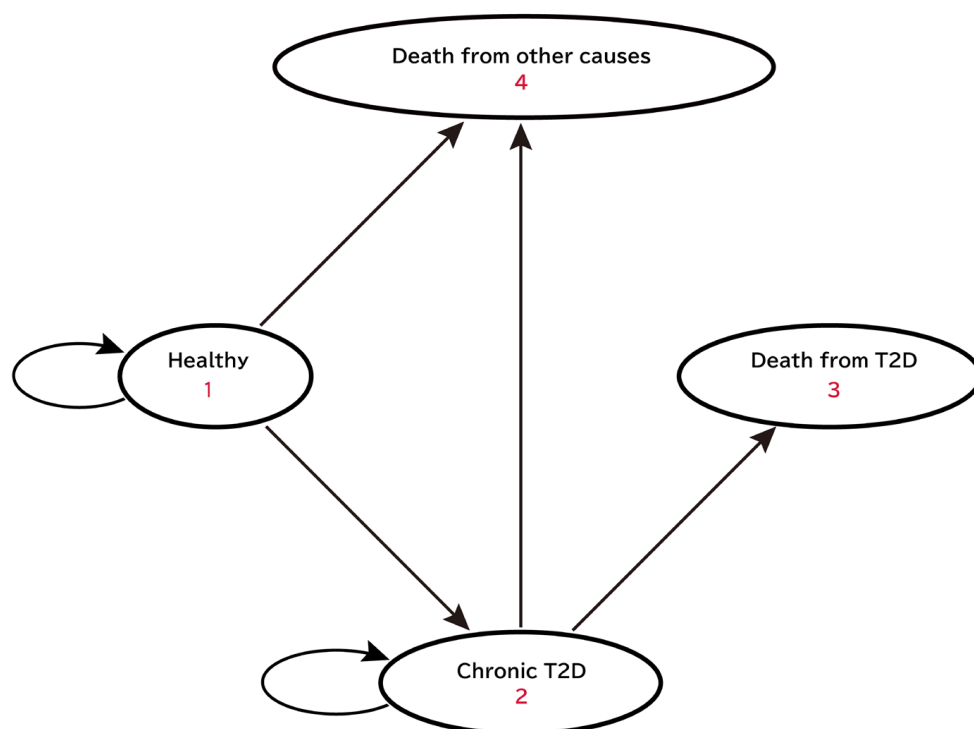 Death from other causes
4
Healthy
1
Death from T2D
3
Chronic T2D
2